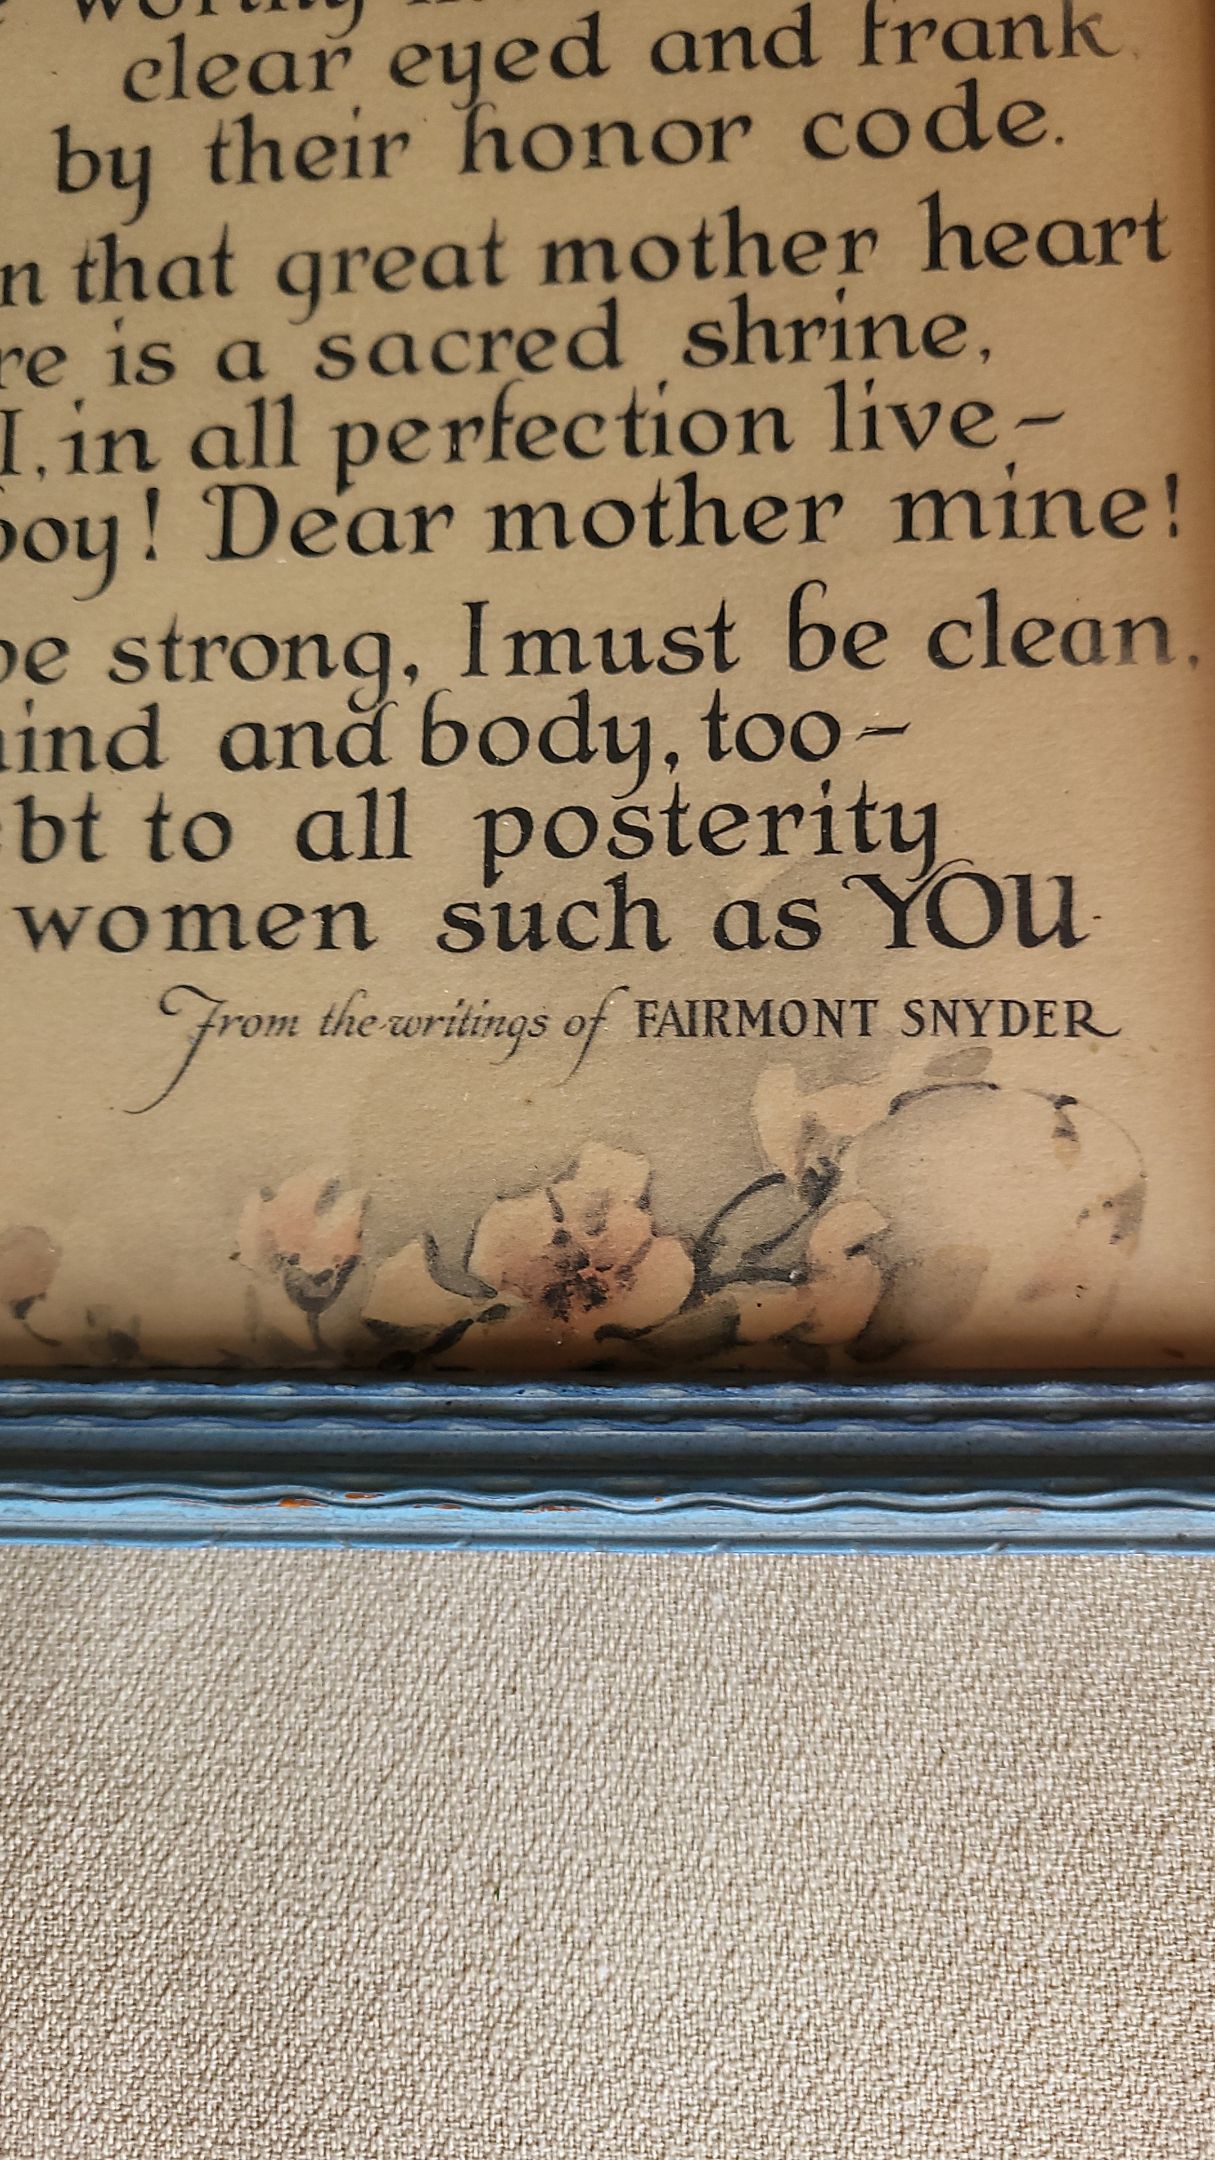 clear eyed and frank
by their honor code.
that great mother heart
is a sacred shrine,
I, in all perfection live-
! Dear mother mine!
strong, I must be clean,
and body, too-
to all posterity
women such as YOU
From the writings of FAIRMONT SNYDER